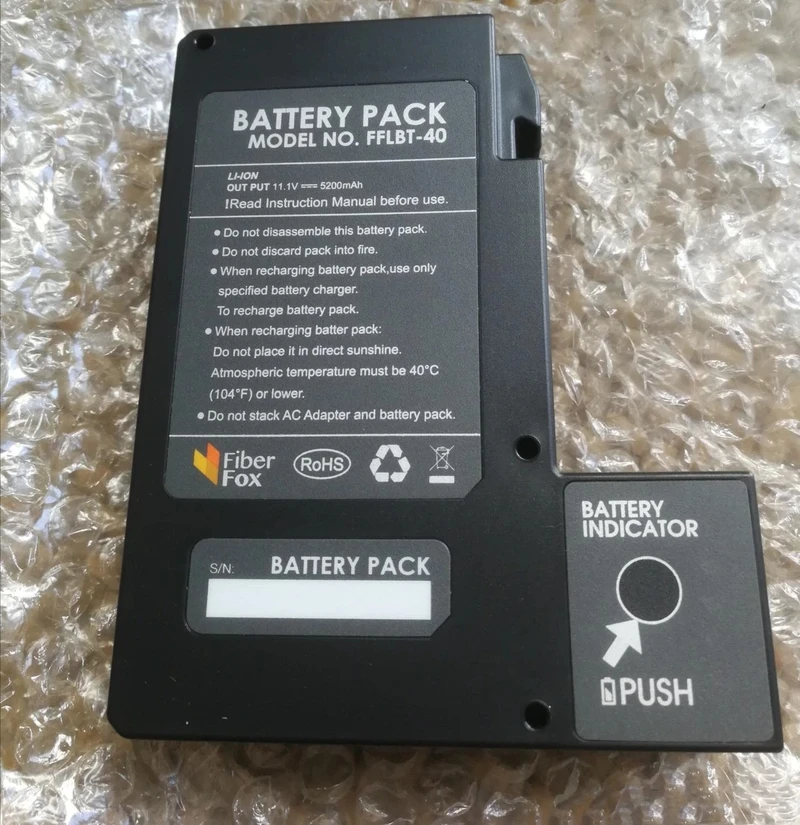 BATTERY PACK
MODEL NO. FFLBT-40
LI-ION
OUT PUT 11.1V ⎓ 5200mAh
!Read Instruction Manual before use.
● Do not disassemble this battery pack.
● Do not discard pack into fire.
● When recharging battery pack,use only
specified battery charger.
To recharge battery pack.
● When recharging batter pack:
Do not place it in direct sunshine.
Atmospheric temperature must be 40°C
(104°F) or lower.
● Do not stack AC Adapter and battery pack.
Fiber
Fox
RoHS
S/N: BATTERY PACK
BATTERY
INDICATOR
PUSH